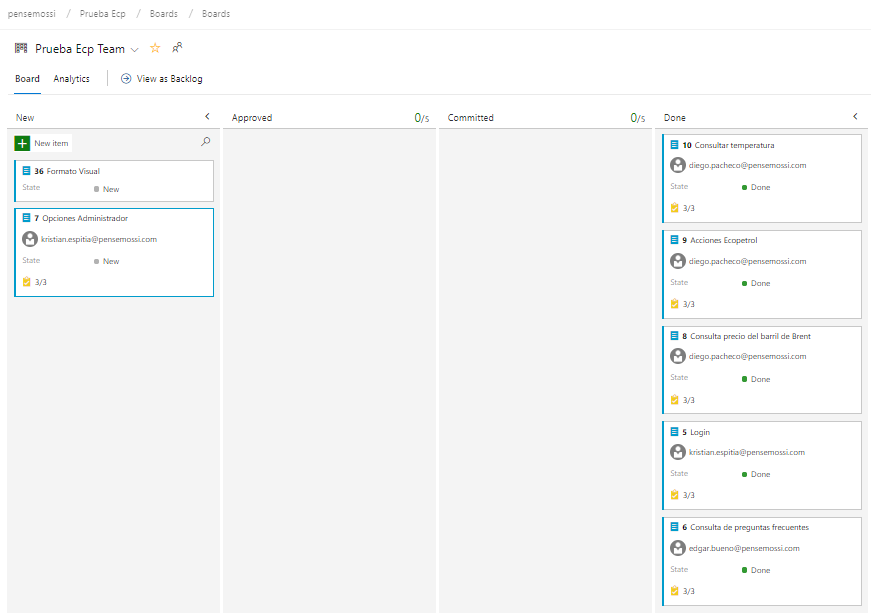 pensemossi / Prueba Ecp / Boards / Boards
Prueba Ecp Team
Board Analytics View as Backlog
New
New item
36 Formato Visual
State New
7 Opciones Administrador
kristian.espitia@pensemossi.com
State New
3/3
Approved 0/5
Committed 0/5
Done
10 Consultar temperatura
diego.pacheco@pensemossi.com
State Done
3/3
9 Acciones Ecopetrol
diego.pacheco@pensemossi.com
State Done
3/3
8 Consulta precio del barril de Brent
diego.pacheco@pensemossi.com
State Done
3/3
5 Login
kristian.espitia@pensemossi.com
State Done
3/3
6 Consulta de preguntas frecuentes
edgar.bueno@pensemossi.com
State Done
3/3